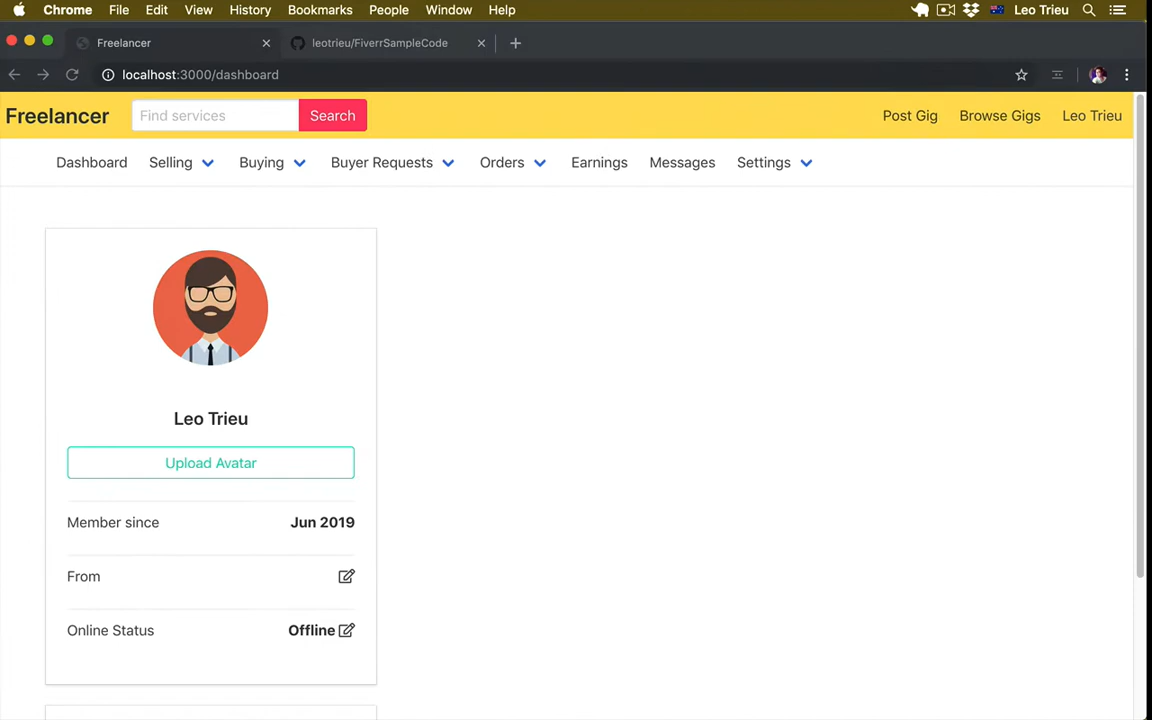 Chrome File Edit View History Bookmarks People Window Help Leo Trieu
Freelancer leotrieu/FiverrSampleCode
localhost:3000/dashboard
Freelancer Find services Search Post Gig Browse Gigs Leo Trieu
Dashboard Selling Buying Buyer Requests Orders Earnings Messages Settings
Leo Trieu
Upload Avatar
Member since Jun 2019
From
Online Status Offline